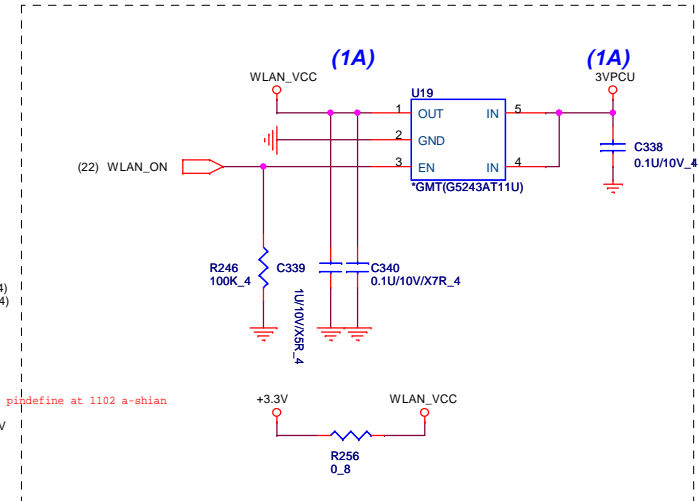 (1A)
(1A)
WLAN_VCC
3VPCU
U19
1
OUT
IN
5
2
GND
3
EN
IN
4
*GMT(G5243AT11U)
C338
0.1U/10V_4
(22)
WLAN_ON
R246
100K_4
C339
1U/10V/X5R_4
C340
0.1U/10V/X7R_4
4)
4)
pindefine at 1102 a-shian
V
+3.3V
WLAN_VCC
R256
0_8